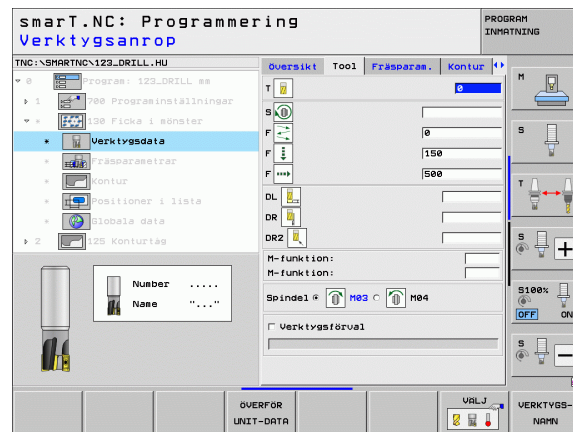 smarT.NC: Programmering
Verktygsanrop
PROGRAM
INMATNING
TNC:\SMARTNC\123_DRILL.HU
0 Program: 123_DRILL mm
1 700 Programinställningar
* 130 Ficka i mönster
* Verktygsdata
* Fräsparametrar
* Kontur
* Positioner i lista
* Globala data
2 125 Konturtåg
Number .....
Name "..."
Översikt Tool Fräsparam. Kontur
T 0
S
F 0
F 150
F 500
DL
DR
DR2
M-funktion:
M-funktion:
Spindel M03 M04
Verktygsförval
M
S
T
S
S100%
OFF ON
S
ÖVERFÖR
UNIT-DATA
VÄLJ
VERKTYGS-
NAMN